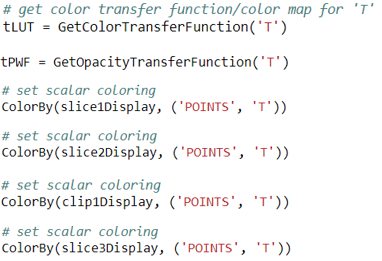 # get color transfer function/color map for 'T'
tLUT = GetColorTransferFunction('T')
tPWF = GetOpacityTransferFunction('T')
# set scalar coloring
ColorBy(slice1Display, ('POINTS', 'T'))
# set scalar coloring
ColorBy(slice2Display, ('POINTS', 'T'))
# set scalar coloring
ColorBy(clip1Display, ('POINTS', 'T'))
# set scalar coloring
ColorBy(slice3Display, ('POINTS', 'T'))